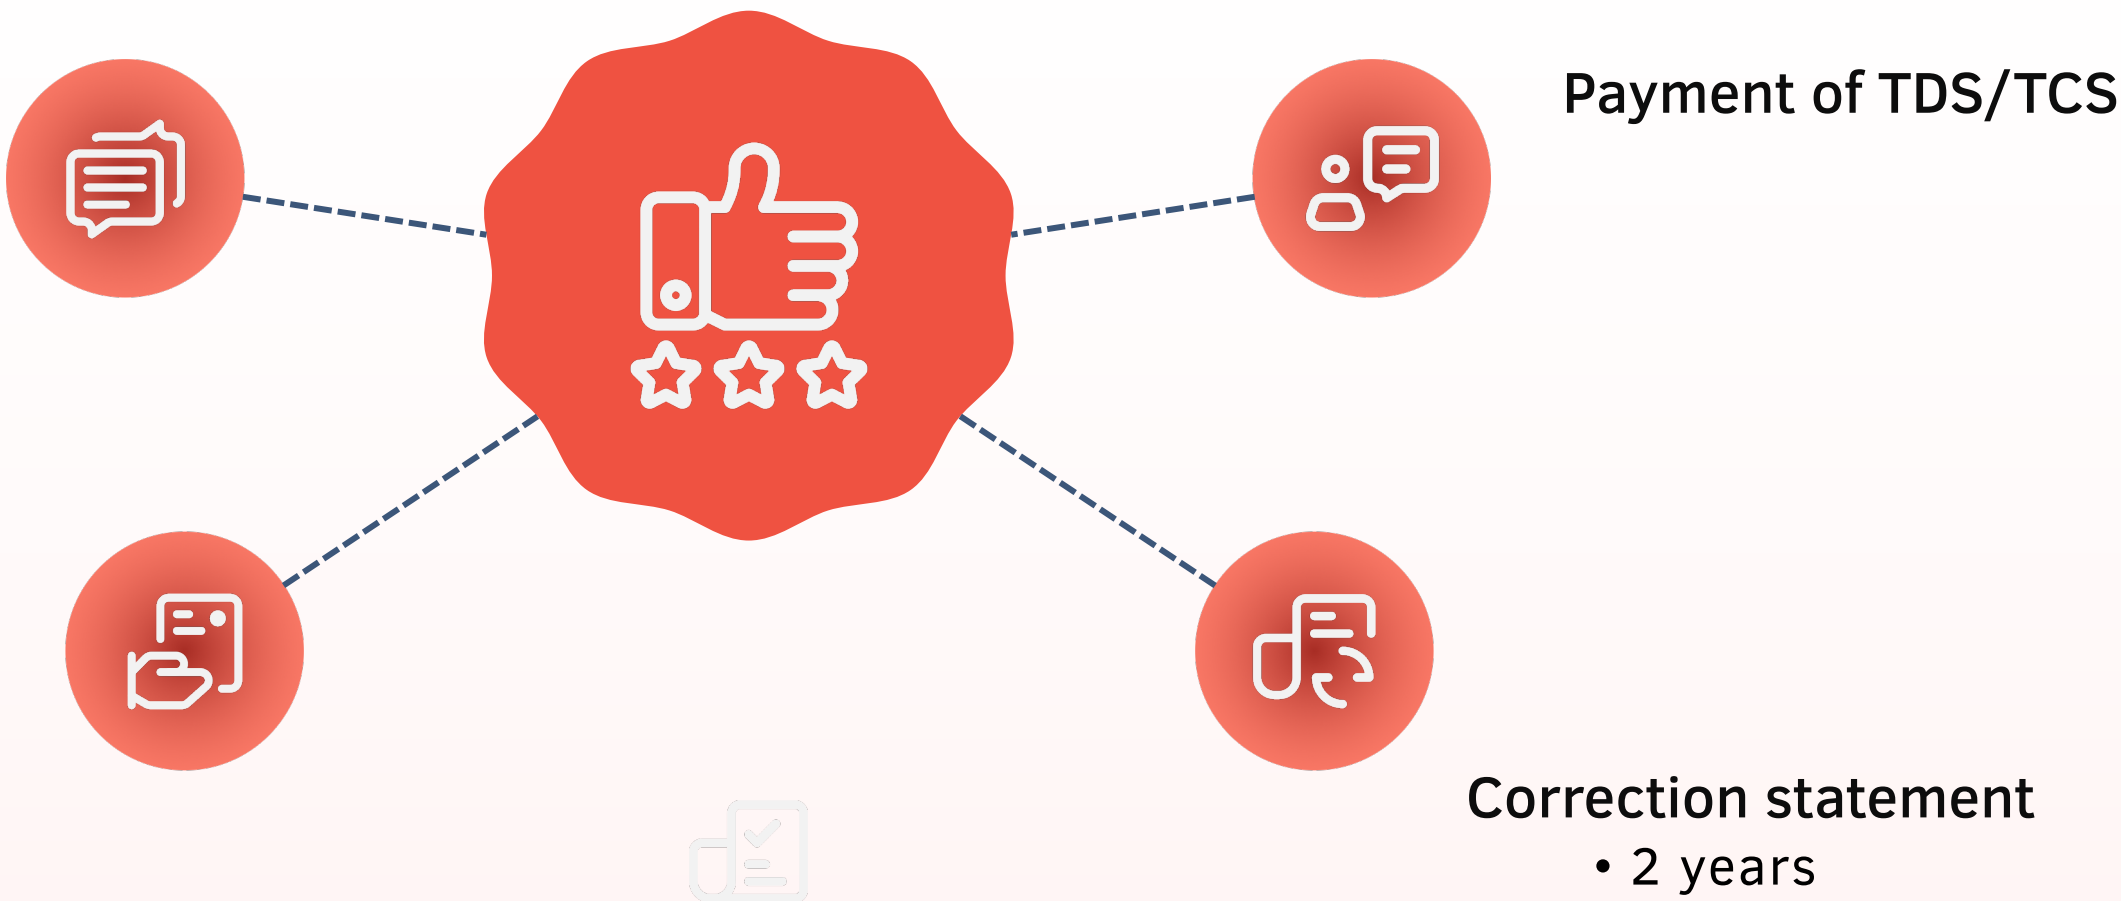 Payment of TDS/TCS
Correction statement
• 2 years